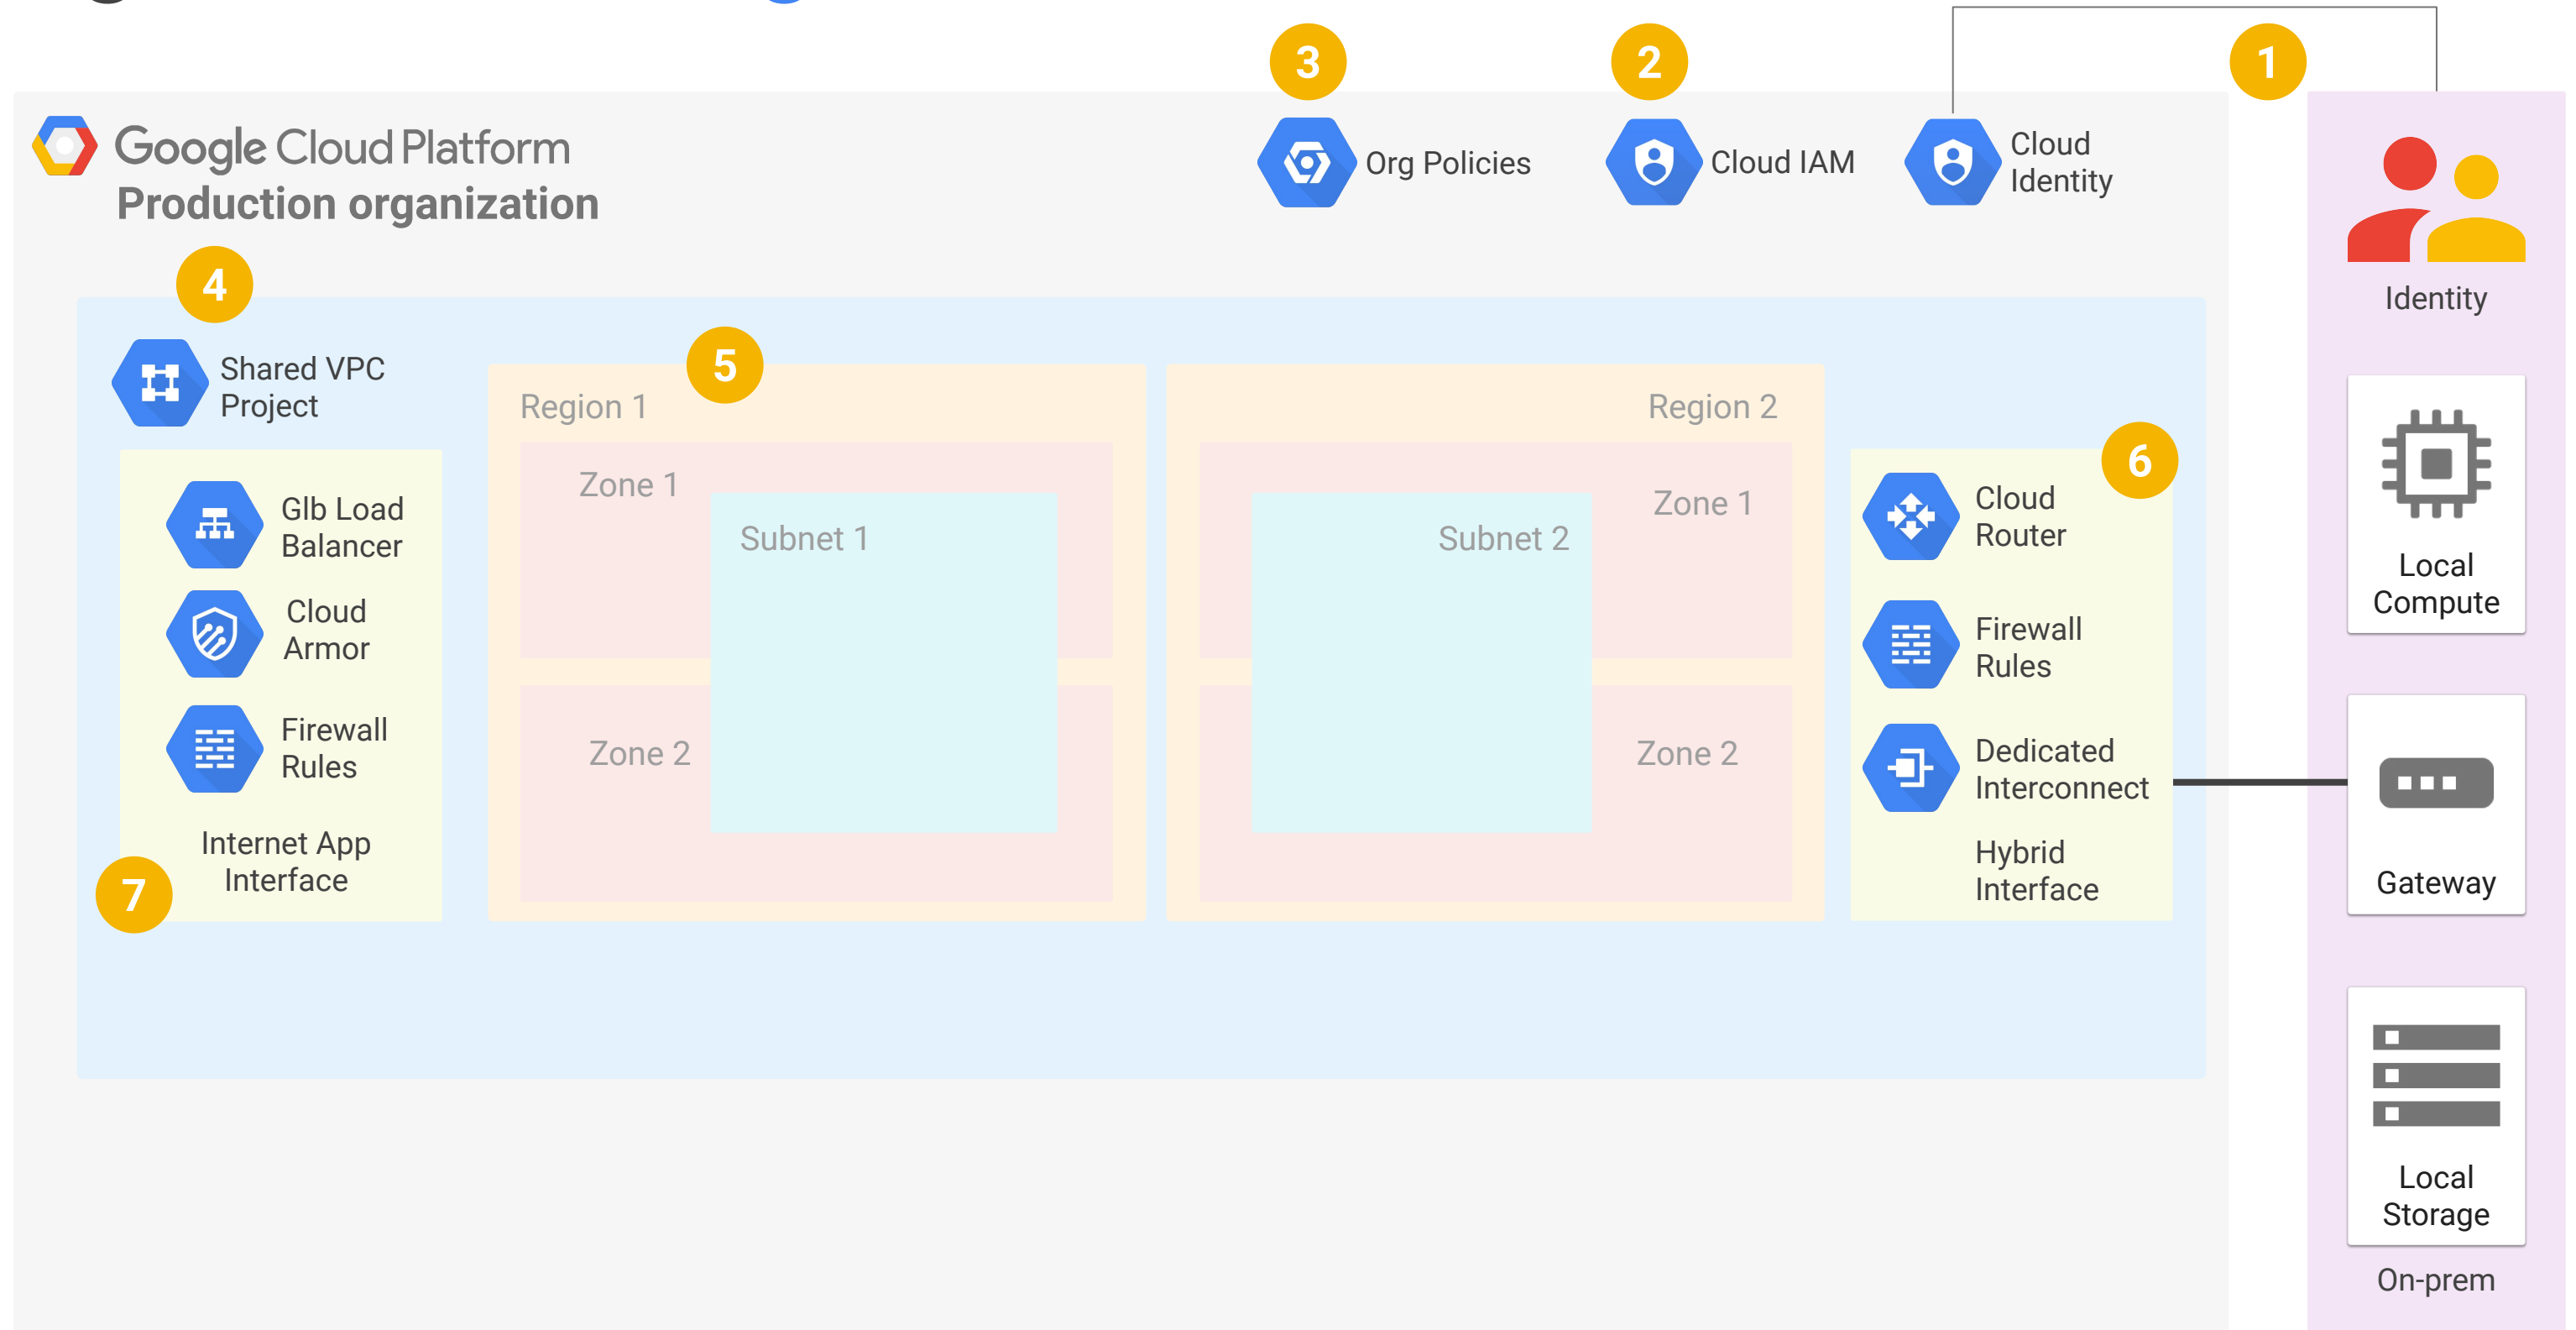 3
2
1
Google Cloud Platform
Production organization
Org Policies
Cloud IAM
Cloud
Identity
Identity
4
Shared VPC
Project
5
Region 1
Region 2
6
Zone 1
Subnet 1
Zone 2
Zone 1
Subnet 2
Zone 2
Glb Load
Balancer
Cloud
Armor
Firewall
Rules
Internet App
Interface
7
Cloud
Router
Firewall
Rules
Dedicated
Interconnect
Hybrid
Interface
Local
Compute
Gateway
Local
Storage
On-prem